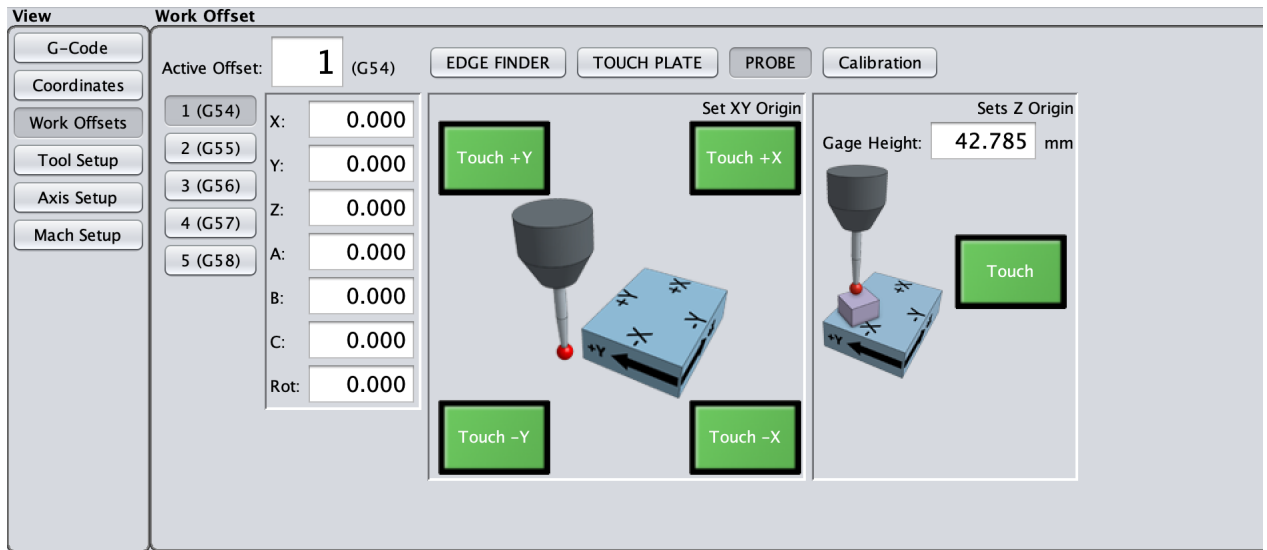 View
Work Offset
G-Code
Coordinates
Work Offsets
Tool Setup
Axis Setup
Mach Setup
Active Offset: 1 (G54)
EDGE FINDER TOUCH PLATE PROBE Calibration
1 (G54)
2 (G55)
3 (G56)
4 (G57)
5 (G58)
X: 0.000
Y: 0.000
Z: 0.000
A: 0.000
B: 0.000
C: 0.000
Rot: 0.000
Set XY Origin
Touch +Y
Touch +X
+Y +X
-X -Y
+Y
Touch -Y
Touch -X
Sets Z Origin
Gage Height: 42.785 mm
Touch
+X
-X -Y
+Y